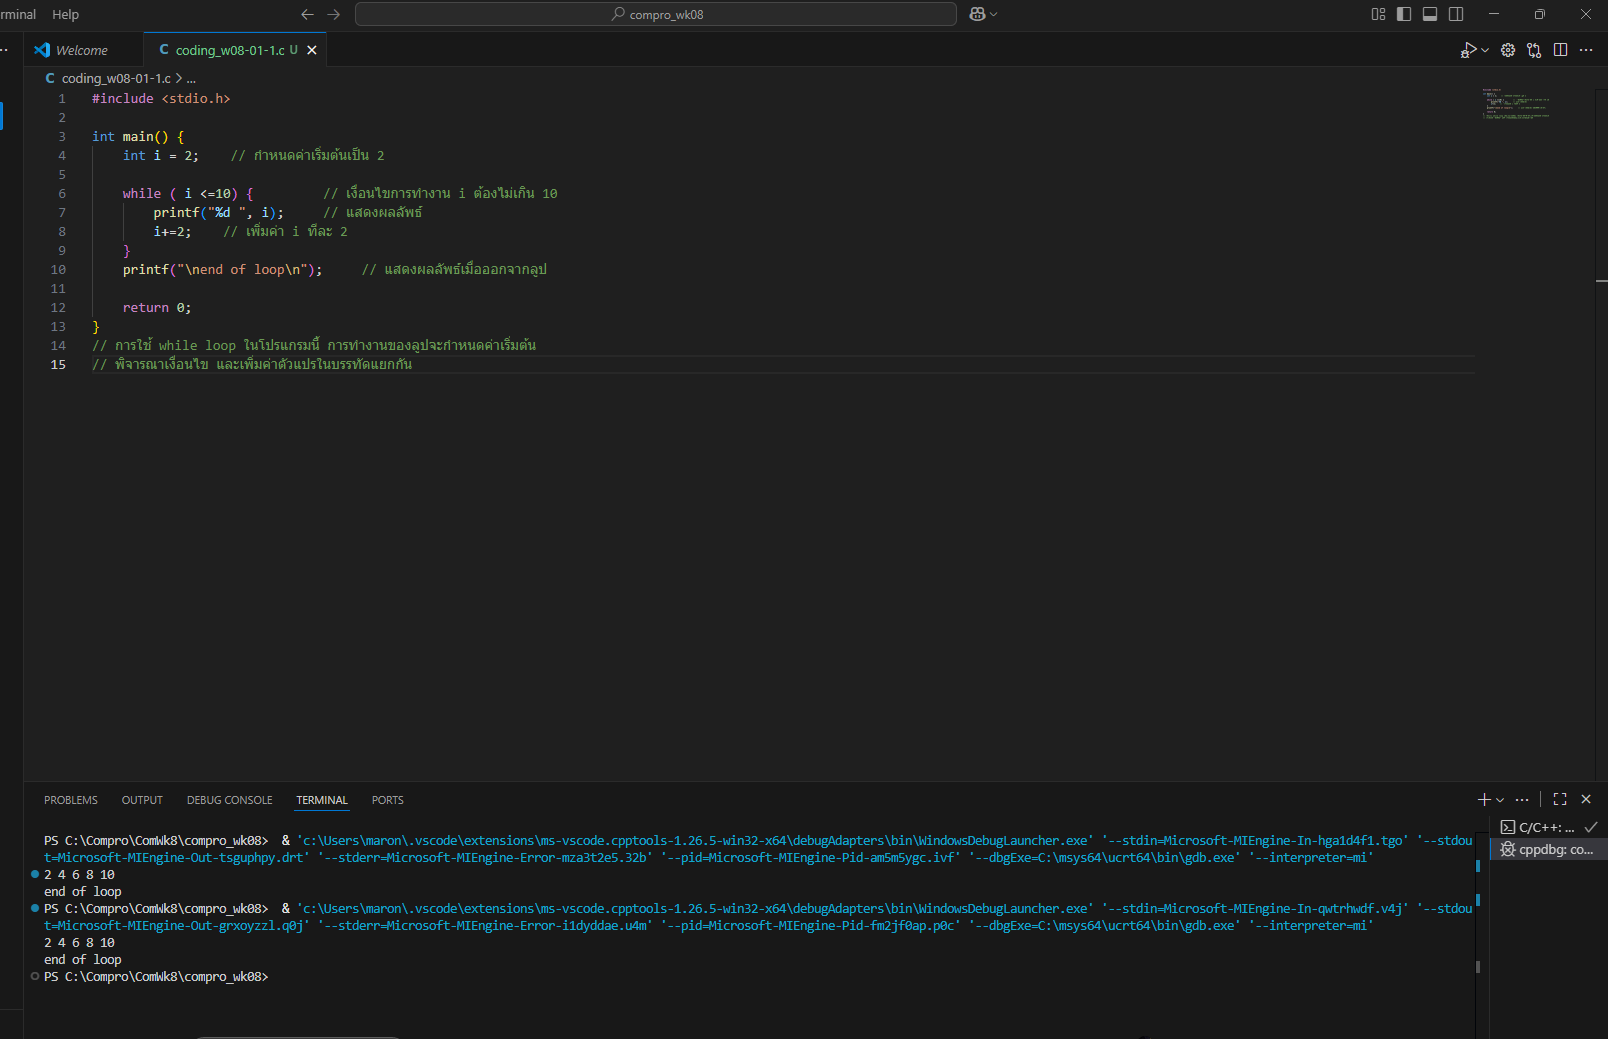 rminal Help
compro_wk08
Welcome
C coding_w08-01-1.c U
C coding_w08-01-1.c > ...
1 #include <stdio.h>
2
3 int main() {
4 int i = 2; // กำหนดค่าเริ่มต้นเป็น 2
5
6 while ( i <=10) { // เงื่อนไขการทำงาน i ต้องไม่เกิน 10
7 printf("%d ", i); // แสดงผลลัพธ์
8 i+=2; // เพิ่มค่า i ทีละ 2
9 }
10 printf("\nend of loop\n"); // แสดงผลลัพธ์เมื่อออกจากลูป
11
12 return 0;
13 }
14 // การใช้ while loop ในโปรแกรมนี้ การทำงานของลูปจะกำหนดค่าเริ่มต้น
15 // พิจารณาเงื่อนไข และเพิ่มค่าตัวแปรในบรรทัดแยกกัน
PROBLEMS OUTPUT DEBUG CONSOLE TERMINAL PORTS
PS C:\Compro\ComWk8\compro_wk08> & 'c:\Users\maron\.vscode\extensions\ms-vscode.cpptools-1.26.5-win32-x64\debugAdapters\bin\WindowsDebugLauncher.exe' '--stdin=Microsoft-MIEngine-In-hga1d4f1.tgo' '--stdou
t=Microsoft-MIEngine-Out-tsguphpy.drt' '--stderr=Microsoft-MIEngine-Error-mza3t2e5.32b' '--pid=Microsoft-MIEngine-Pid-am5m5ygc.ivf' '--dbgExe=C:\msys64\ucrt64\bin\gdb.exe' '--interpreter=mi'
2 4 6 8 10
end of loop
PS C:\Compro\ComWk8\compro_wk08> & 'c:\Users\maron\.vscode\extensions\ms-vscode.cpptools-1.26.5-win32-x64\debugAdapters\bin\WindowsDebugLauncher.exe' '--stdin=Microsoft-MIEngine-In-qwtrhwdf.v4j' '--stdou
t=Microsoft-MIEngine-Out-grxoyzzl.q0j' '--stderr=Microsoft-MIEngine-Error-i1dyddae.u4m' '--pid=Microsoft-MIEngine-Pid-fm2jf0ap.p0c' '--dbgExe=C:\msys64\ucrt64\bin\gdb.exe' '--interpreter=mi'
2 4 6 8 10
end of loop
PS C:\Compro\ComWk8\compro_wk08>
C/C++: ...
cppdbg: co...